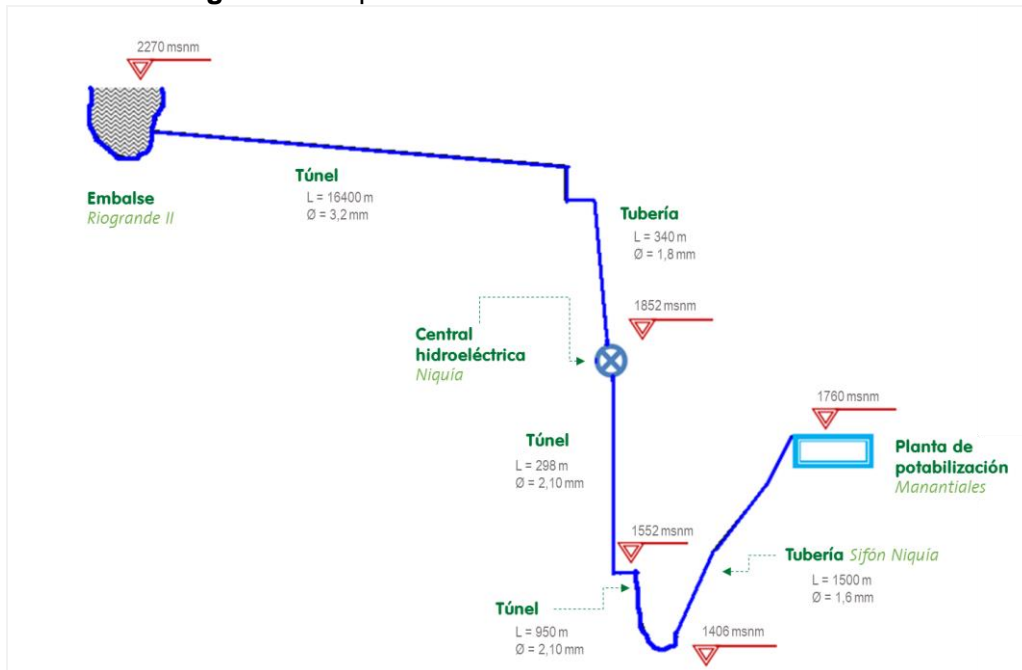 2270 msnm
Embalse
Riogrande II
Túnel
L = 16400 m
Ø = 3,2 mm
Tubería
L = 340 m
Ø = 1,8 mm
1852 msnm
Central
hidroeléctrica
Niquía
1760 msnm
Planta de
potabilización
Manantiales
Túnel
L = 298 m
Ø = 2,10 mm
1552 msnm
Tubería Sifón Niquía
L = 1500 m
Ø = 1,6 mm
Túnel
L = 950 m
Ø = 2,10 mm
1406 msnm